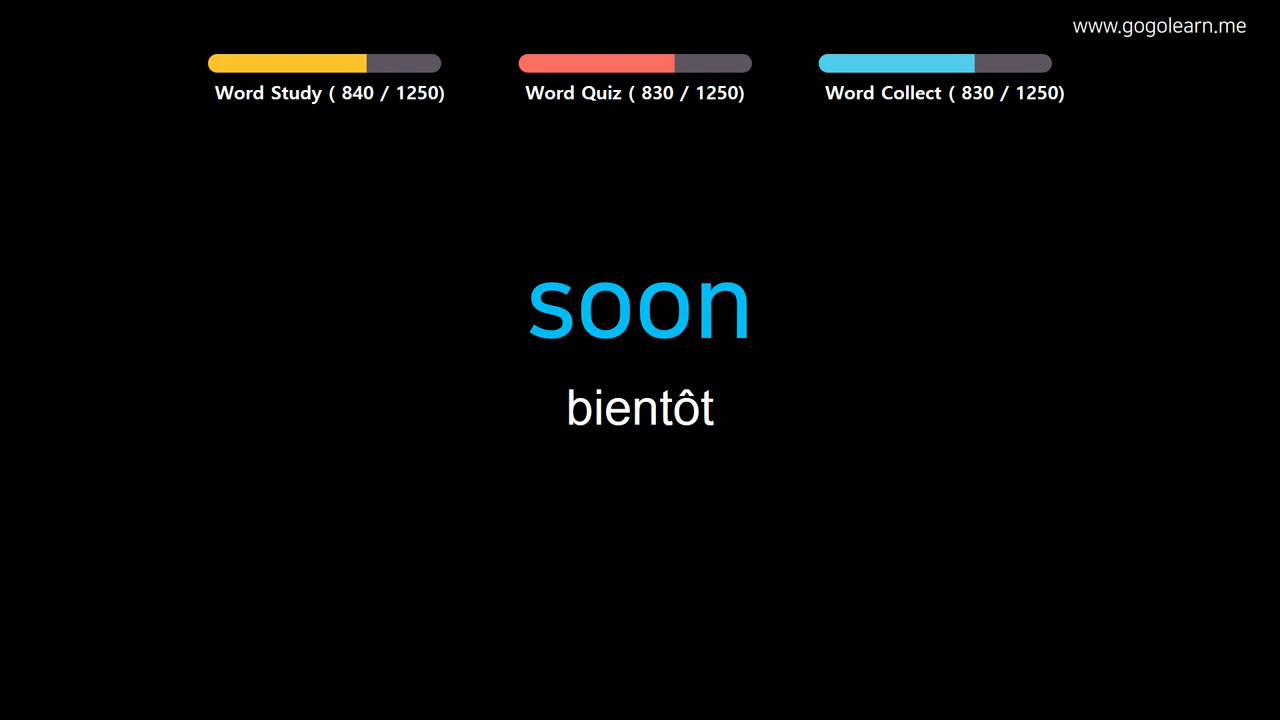 www.gogolearn.me
Word Study ( 840 / 1250)
Word Quiz ( 830 / 1250)
Word Collect ( 830 / 1250)
soon
bientôt